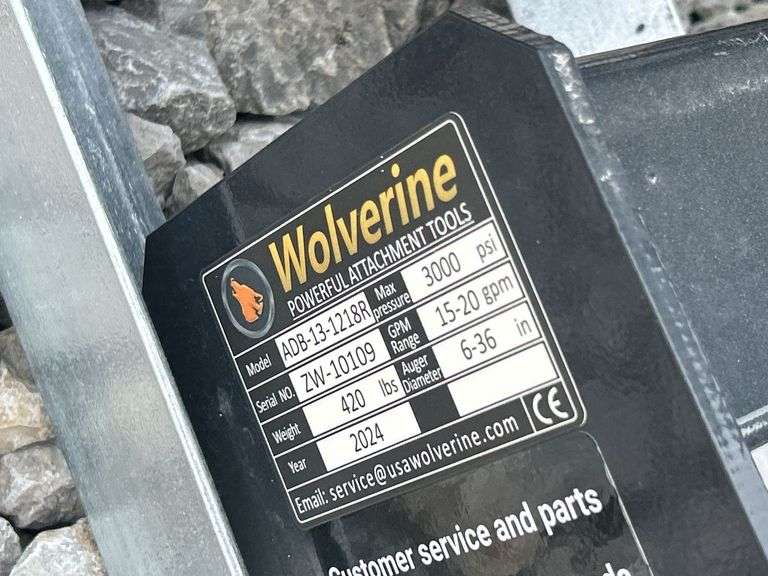 Wolverine
POWERFUL ATTACHMENT TOOLS
Model ADB-13-1218R Max pressure 3000 psi
Serial NO. ZW-10109 GPM Range 15-20 gpm
Weight 420 lbs Auger Diameter 6-36 in
Year 2024
Email: service@usawolverine.com CE
Customer service and parts